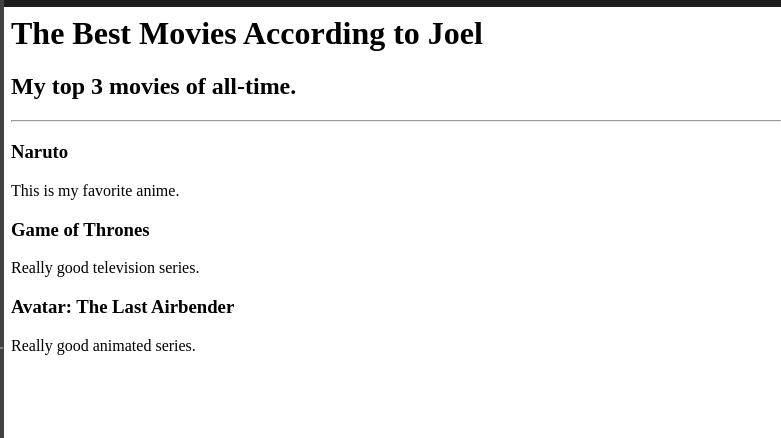 The Best Movies According to Joel
My top 3 movies of all-time.
Naruto
This is my favorite anime.
Game of Thrones
Really good television series.
Avatar: The Last Airbender
Really good animated series.